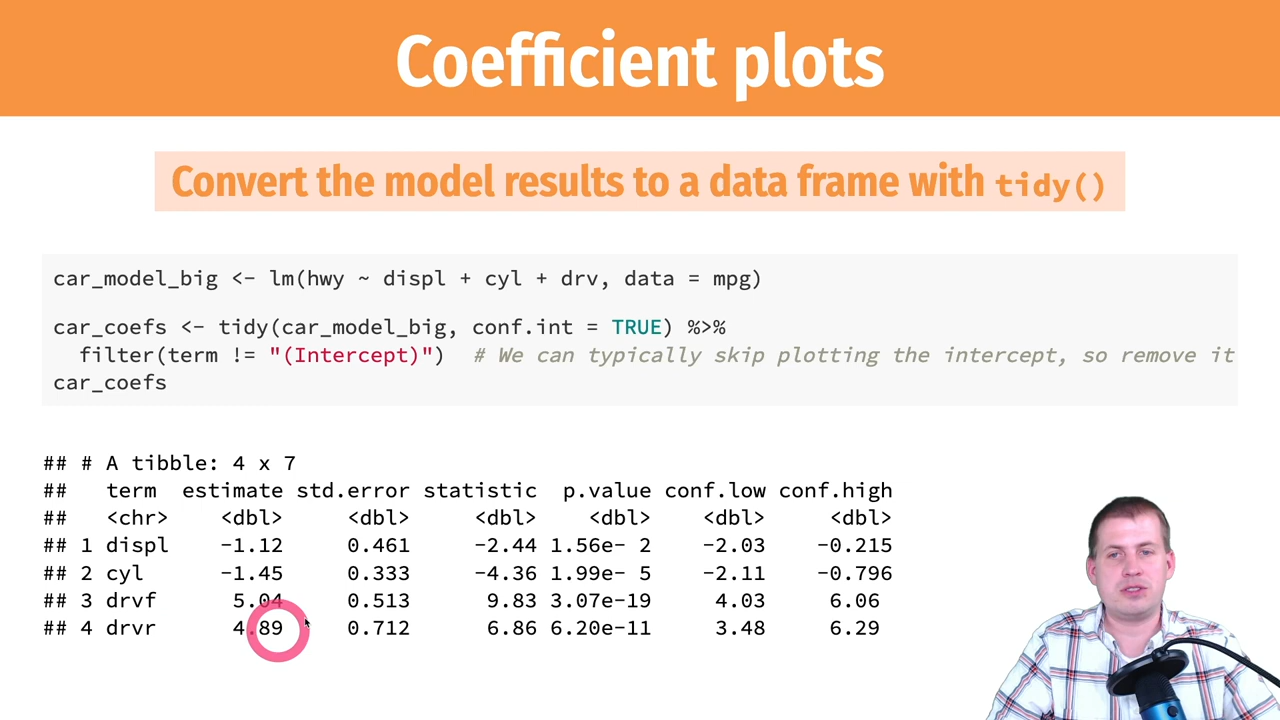 Coefficient plots
Convert the model results to a data frame with tidy()
car_model_big <- lm(hwy ~ displ + cyl + drv, data = mpg)
car_coefs <- tidy(car_model_big, conf.int = TRUE) %>%
  filter(term != "(Intercept)")  # We can typically skip plotting the intercept, so remove it
car_coefs
## # A tibble: 4 x 7
##   term  estimate std.error statistic  p.value conf.low conf.high
##   <chr>    <dbl>     <dbl>     <dbl>    <dbl>    <dbl>     <dbl>
## 1 displ    -1.12     0.461     -2.44 1.56e- 2    -2.03    -0.215
## 2 cyl      -1.45     0.333     -4.36 1.99e- 5    -2.11    -0.796
## 3 drvf      5.04     0.513      9.83 3.07e-19     4.03     6.06
## 4 drvr      4.89     0.712      6.86 6.20e-11     3.48     6.29